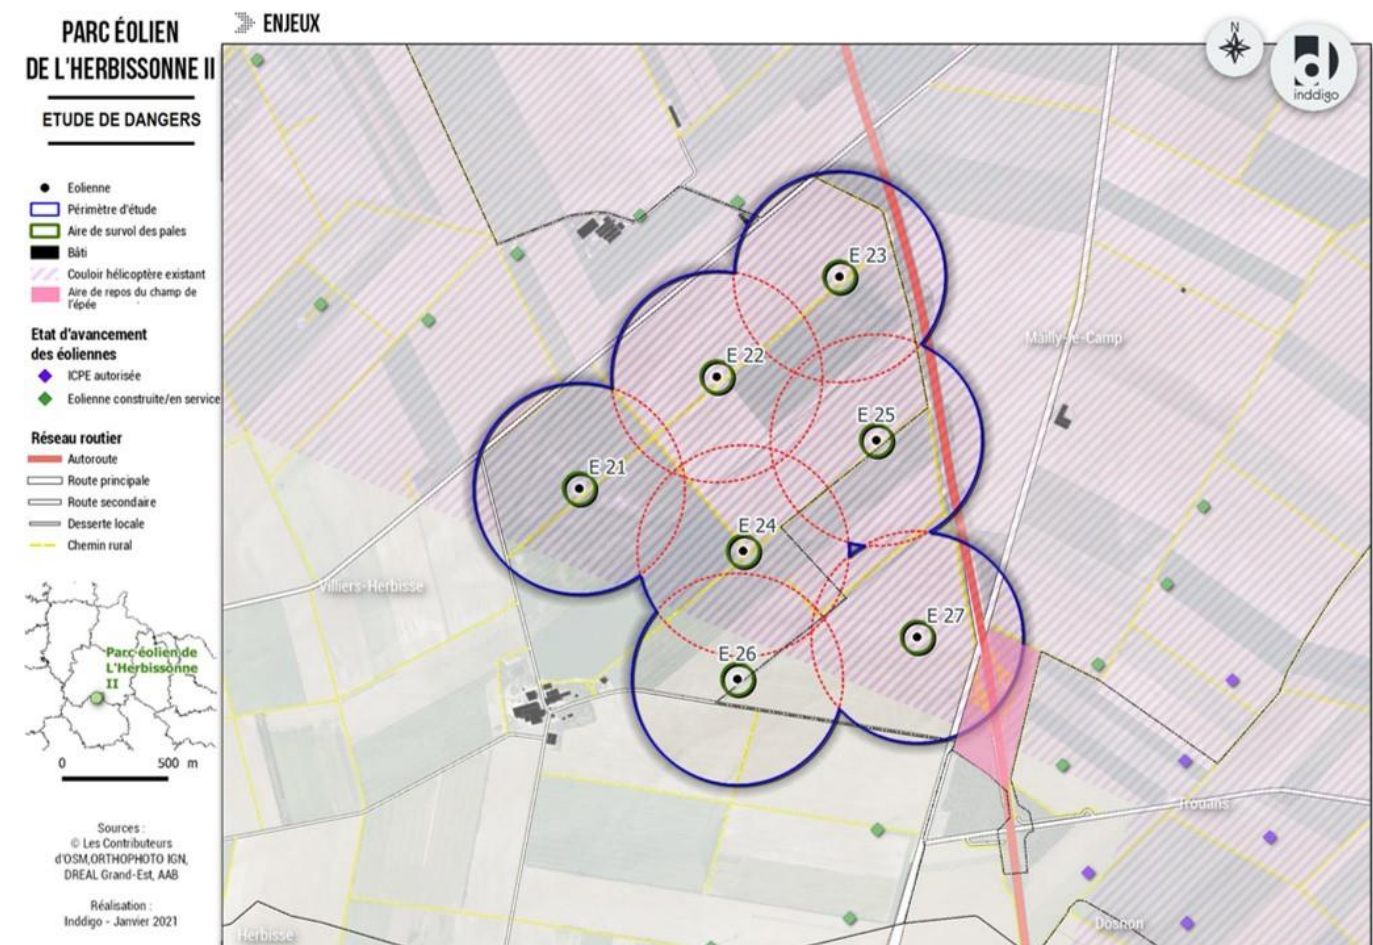 PARC ÉOLIEN
DE L'HERBISSONNE II
ETUDE DE DANGERS
Eolienne
Périmètre d'étude
Aire de survol des pales
Bâti
Couloir hélicoptère existant
Aire de repos du champ de
l'épée
Etat d'avancement
des éoliennes
ICPE autorisée
Eolienne construite/en service
Réseau routier
Autoroute
Route principale
Route secondaire
Desserte locale
Chemin rural
Parc éolien de
L'Herbissonne
II
0 500 m
Sources :
© Les Contributeurs
d'OSM,ORTHOPHOTO IGN,
DREAL Grand-Est, AAB
Réalisation :
Inddigo - Janvier 2021
ENJEUX
N
inddigo
E 23
Mailly-le-Camp
E 22
E 25
E 21
E 24
Villiers-Herbisse
E 27
E 26
Trouans
Dosnon
Herbisse